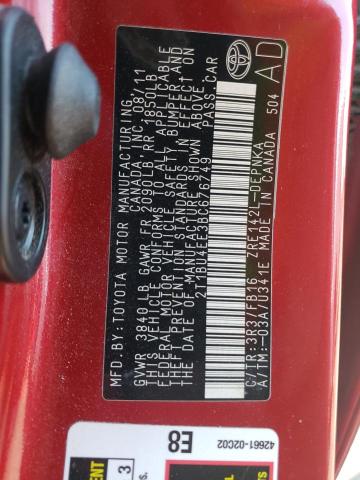 MFD.BY:TOYOTA MOTOR MANUFACTURING
CANADA, INC. 08/11
GVWR 3840LB GAWR FR 2090LB RR 1850LB
THIS VEHICLE CONFORMS TO ALL APPLICABLE
FEDERAL MOTOR VEHICLE SAFETY, BUMPER, AND
THEFT PREVENTION STANDARDS IN EFFECT ON
THE DATE OF MANUFACTURE SHOWN ABOVE.
2T1BU4EE3BC676249 PASS.CAR
C/TR:3R3/FB16 ZRE142L-DEPNKA
A/TM:-03A/U341E MADE IN CANADA 504
AD
42661-02C02
E8
3